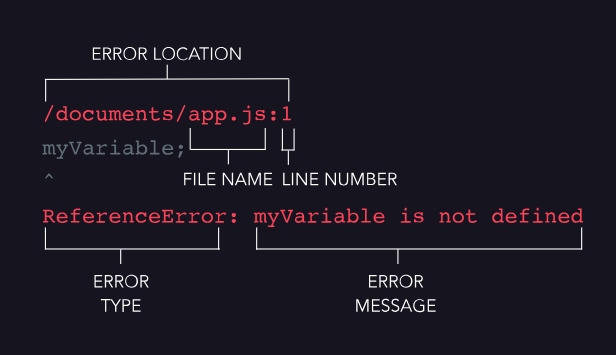 ERROR LOCATION
/documents/app.js:1
myVariable;
^
FILE NAME LINE NUMBER
ReferenceError: myVariable is not defined
ERROR TYPE
ERROR MESSAGE